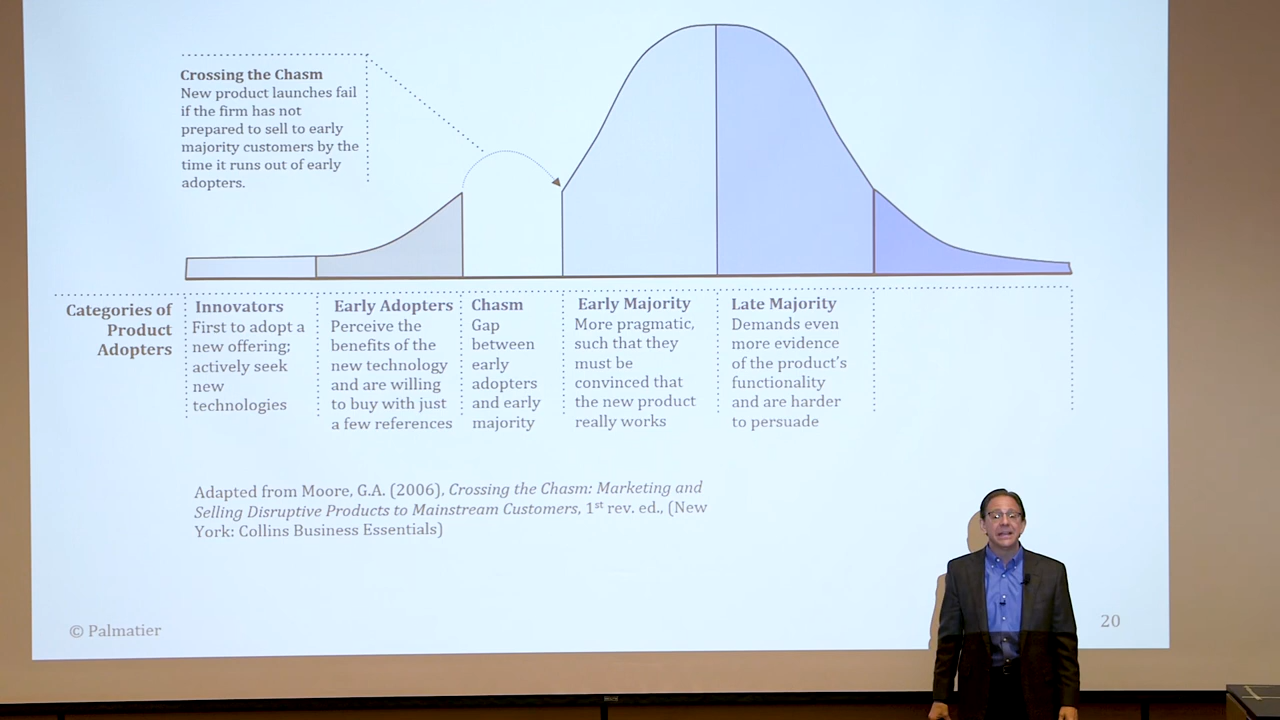 Crossing the Chasm
New product launches fail
if the firm has not
prepared to sell to early
majority customers by the
time it runs out of early
adopters.
Categories of
Product
Adopters
Innovators
First to adopt a
new offering;
actively seek
new
technologies
Early Adopters
Perceive the
benefits of the
new technology
and are willing
to buy with just
a few references
Chasm
Gap
between
early
adopters
and early
majority
Early Majority
More pragmatic,
such that they
must be
convinced that
the new product
really works
Late Majority
Demands even
more evidence
of the product's
functionality
and are harder
to persuade
Adapted from Moore, G.A. (2006), Crossing the Chasm: Marketing and
Selling Disruptive Products to Mainstream Customers, 1st rev. ed., (New
York: Collins Business Essentials)
© Palmatier
20